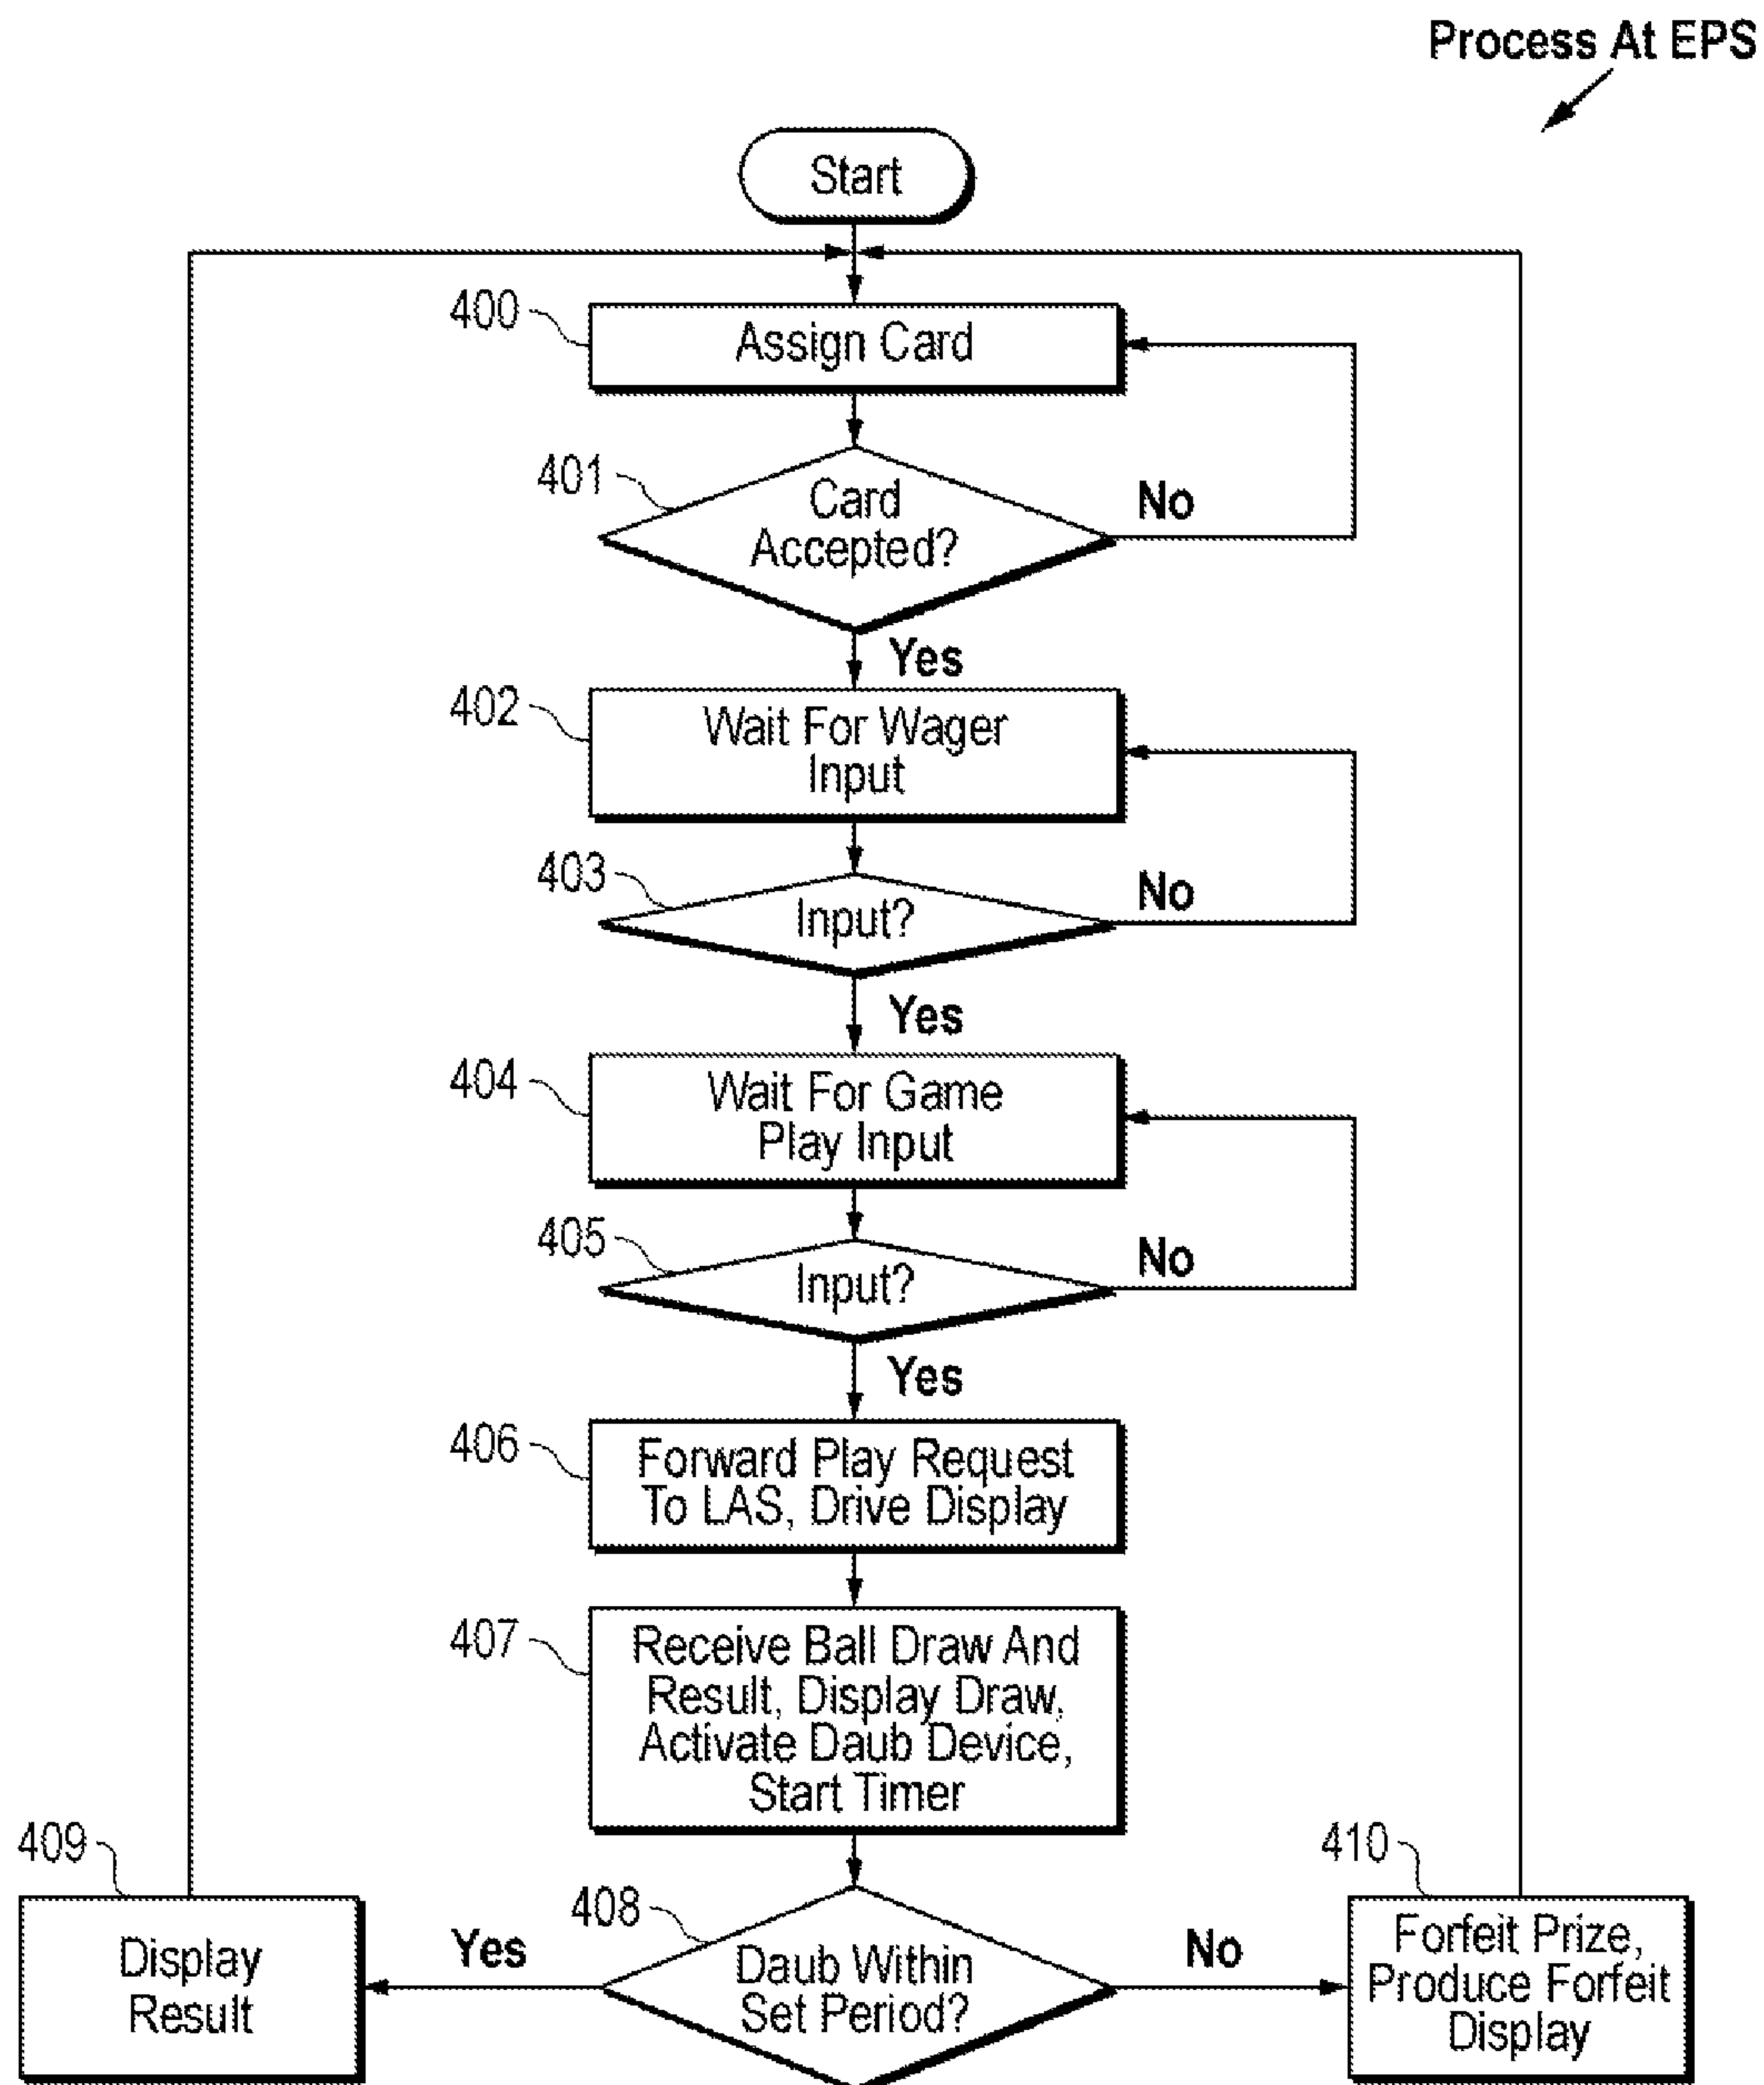 Process At EPS
Start
400
Assign Card
401
Card
Accepted?
No
Yes
402
Wait For Wager
Input
403
Input?
No
Yes
404
Wait For Game
Play Input
405
Input?
No
Yes
406
Forward Play Request
To LAS, Drive Display
407
Receive Ball Draw And
Result, Display Draw,
Activate Daub Device,
Start Timer
408
Daub Within
Set Period?
Yes
No
409
Display
Result
410
Forfeit Prize,
Produce Forfeit
Display